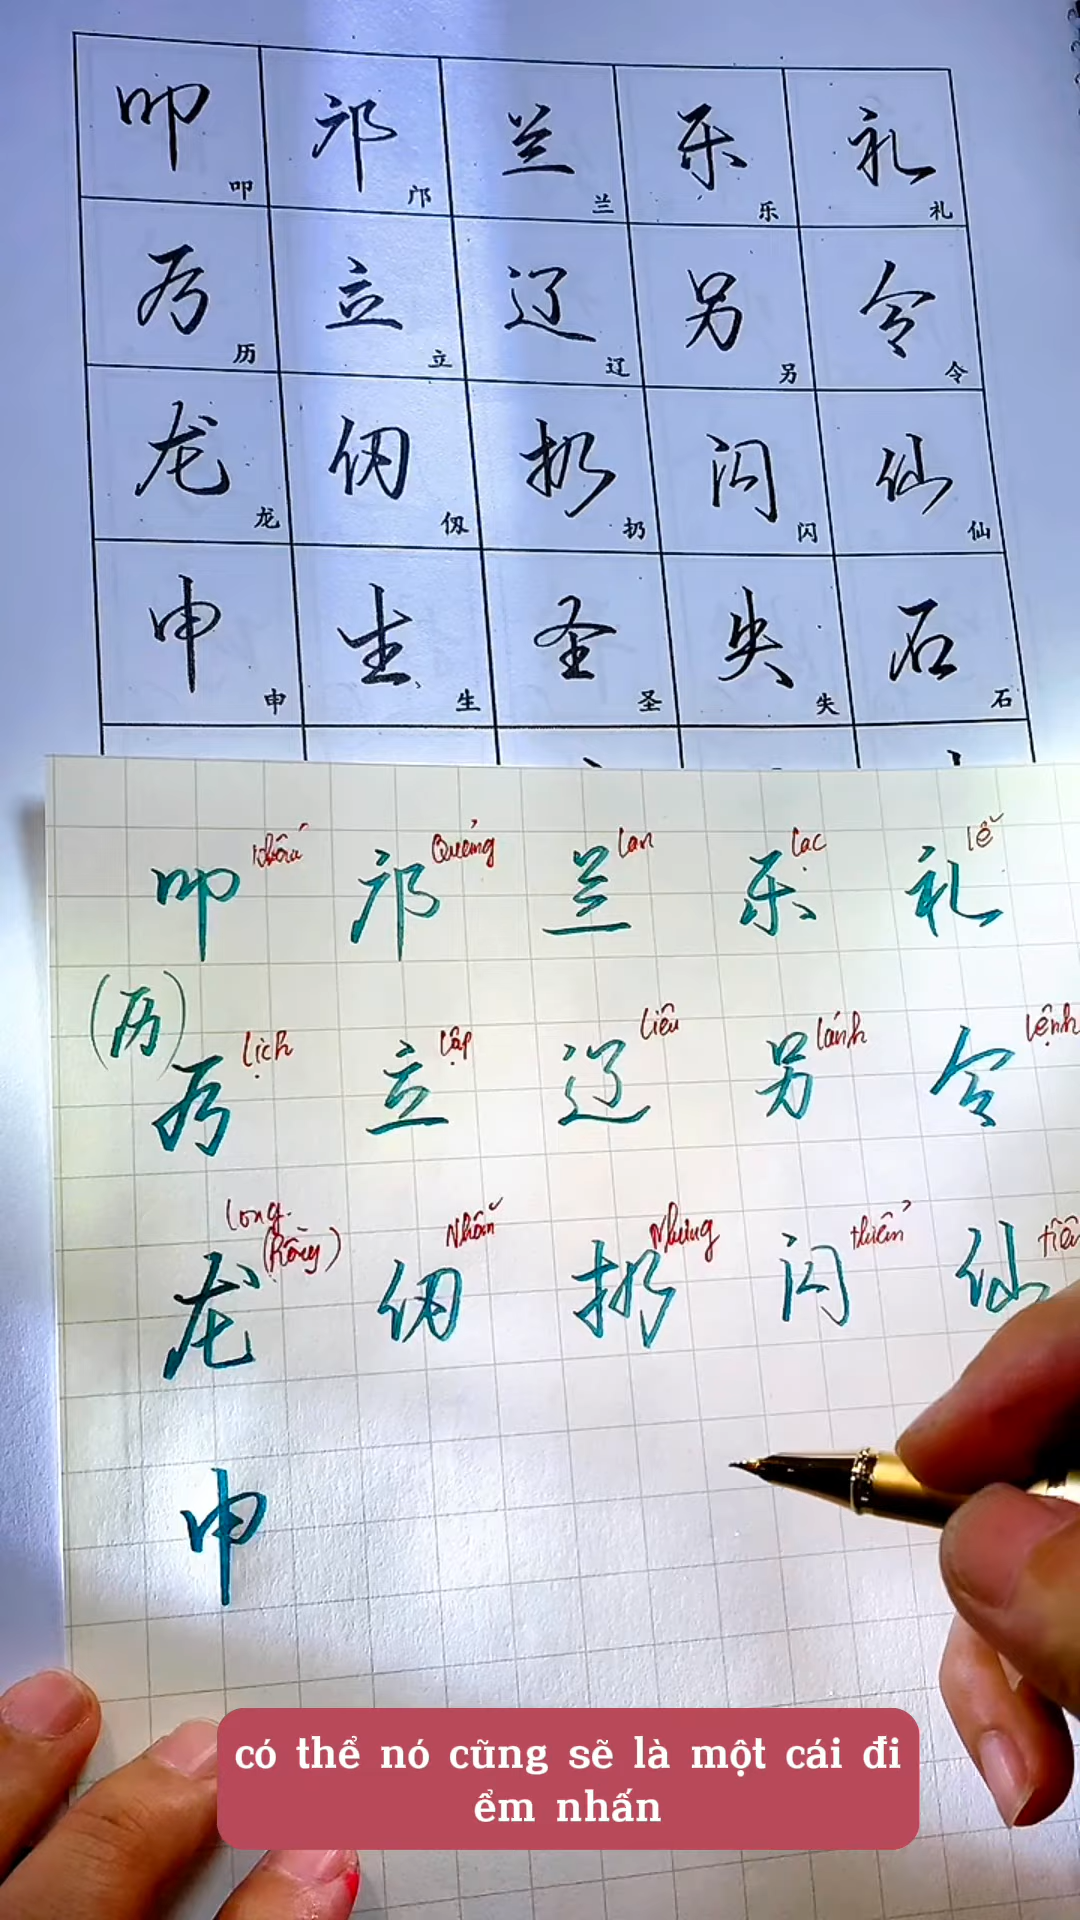 叩 邝 兰 乐 礼
叩 邝 兰 乐 礼
历 立 辽 另 令
历 立 辽 另 令
龙 仞 扔 闪 仙
龙 仞 扔 闪 仙
申 生 圣 失 石
申 生 圣 失 石
khấu Quảng lan lạc lễ
叩 邝 兰 乐 礼
(历) lịch lập liêu lánh lệnh
历 立 辽 另 令
long. (Rồng) Nhẫn Nhưng thiểm
龙 仞 扔 闪 仙
申
có thể nó cũng sẽ là một cái đi
ểm nhấn